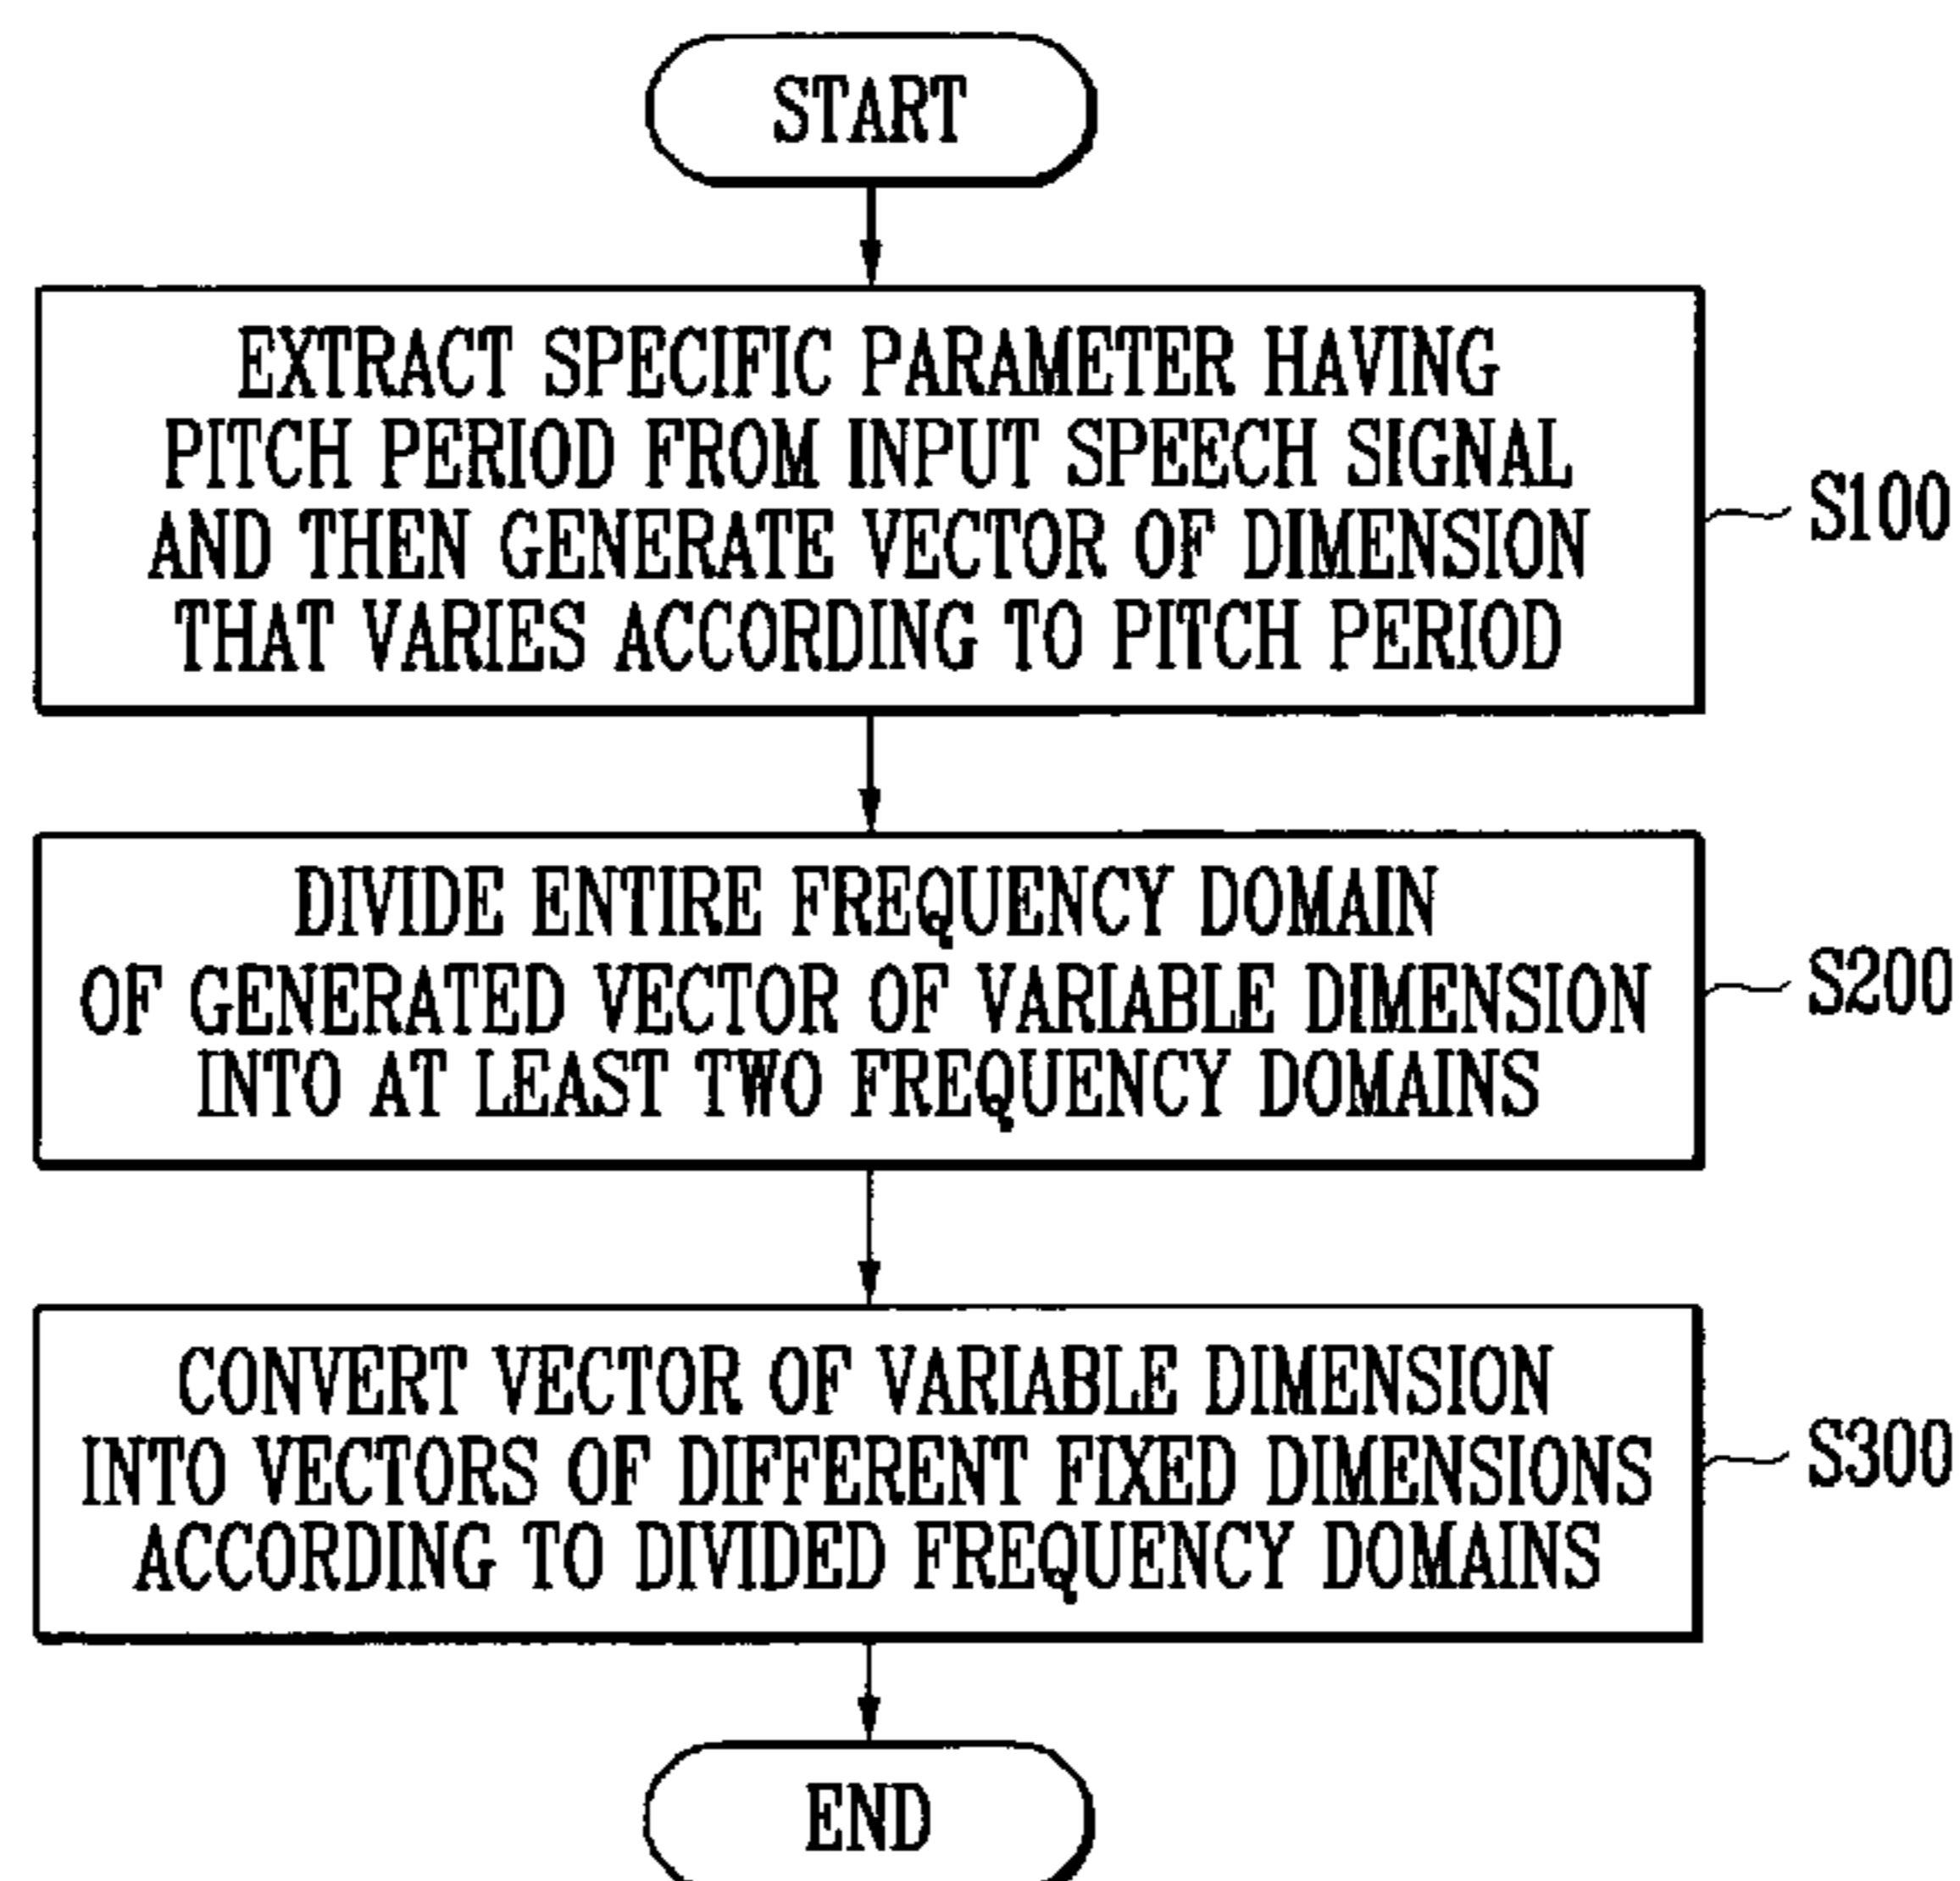 START
EXTRACT SPECIFIC PARAMETER HAVING
PITCH PERIOD FROM INPUT SPEECH SIGNAL
AND THEN GENERATE VECTOR OF DIMENSION
THAT VARIES ACCORDING TO PITCH PERIOD
S100
DIVIDE ENTIRE FREQUENCY DOMAIN
OF GENERATED VECTOR OF VARIABLE DIMENSION
INTO AT LEAST TWO FREQUENCY DOMAINS
S200
CONVERT VECTOR OF VARIABLE DIMENSION
INTO VECTORS OF DIFFERENT FIXED DIMENSIONS
ACCORDING TO DIVIDED FREQUENCY DOMAINS
S300
END